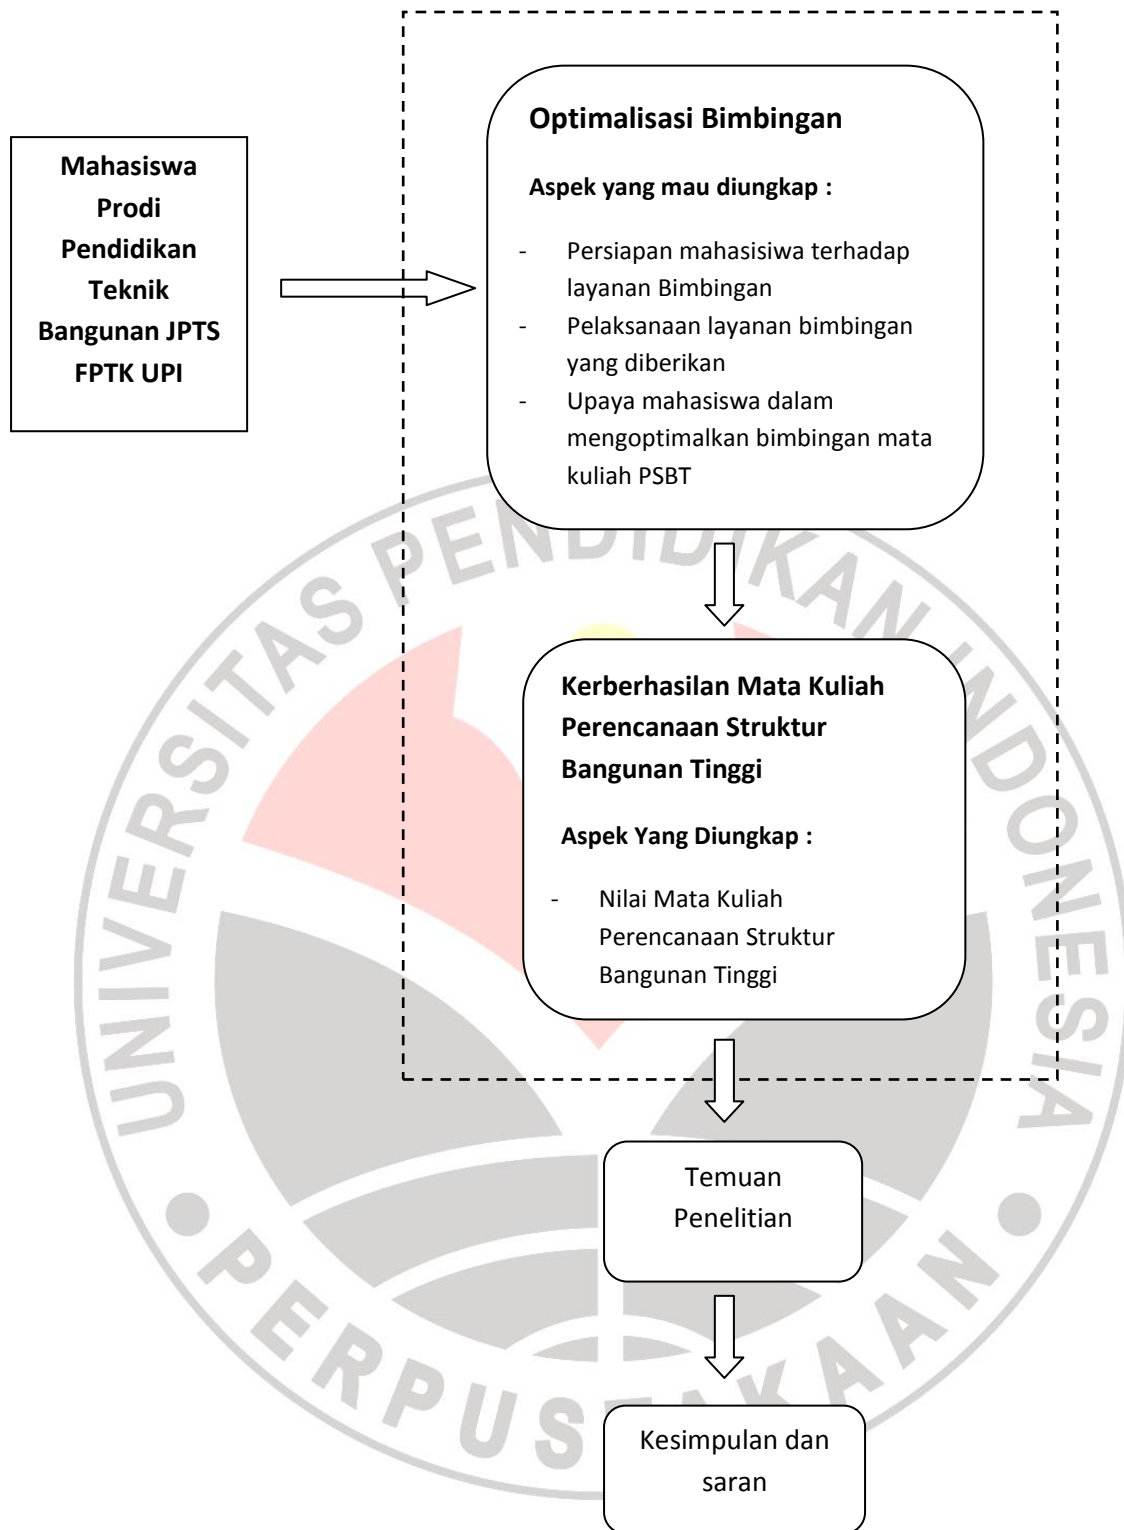 Mahasiswa
Prodi
Pendidikan
Teknik
Bangunan JPTS
FPTK UPI
Optimalisasi Bimbingan
Aspek yang mau diungkap :
- Persiapan mahasisiwa terhadap
layanan Bimbingan
- Pelaksanaan layanan bimbingan
yang diberikan
- Upaya mahasiswa dalam
mengoptimalkan bimbingan mata
kuliah PSBT
Kerberhasilan Mata Kuliah
Perencanaan Struktur
Bangunan Tinggi
Aspek Yang Diungkap :
- Nilai Mata Kuliah
Perencanaan Struktur
Bangunan Tinggi
Temuan
Penelitian
Kesimpulan dan
saran
UNIVERSITAS PENDIDIKAN INDONESIA
PERPUSTAKAAN